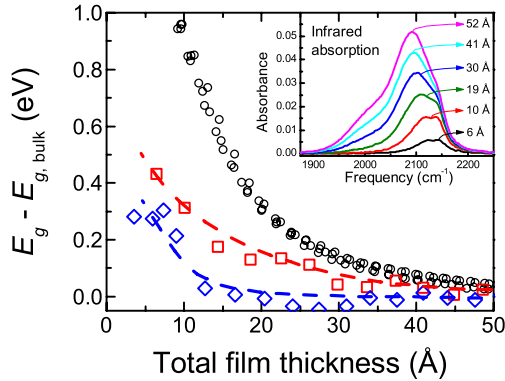 E_g - E_g, bulk (eV)
1.0
0.8
0.6
0.4
0.2
0.0
0 10 20 30 40 50
Total film thickness (Å)
Infrared
absorption
Absorbance
0.05
0.04
0.03
0.02
0.01
0.00
1900 2000 2100 2200
Frequency (cm⁻¹)
52 Å
41 Å
30 Å
19 Å
10 Å
6 Å